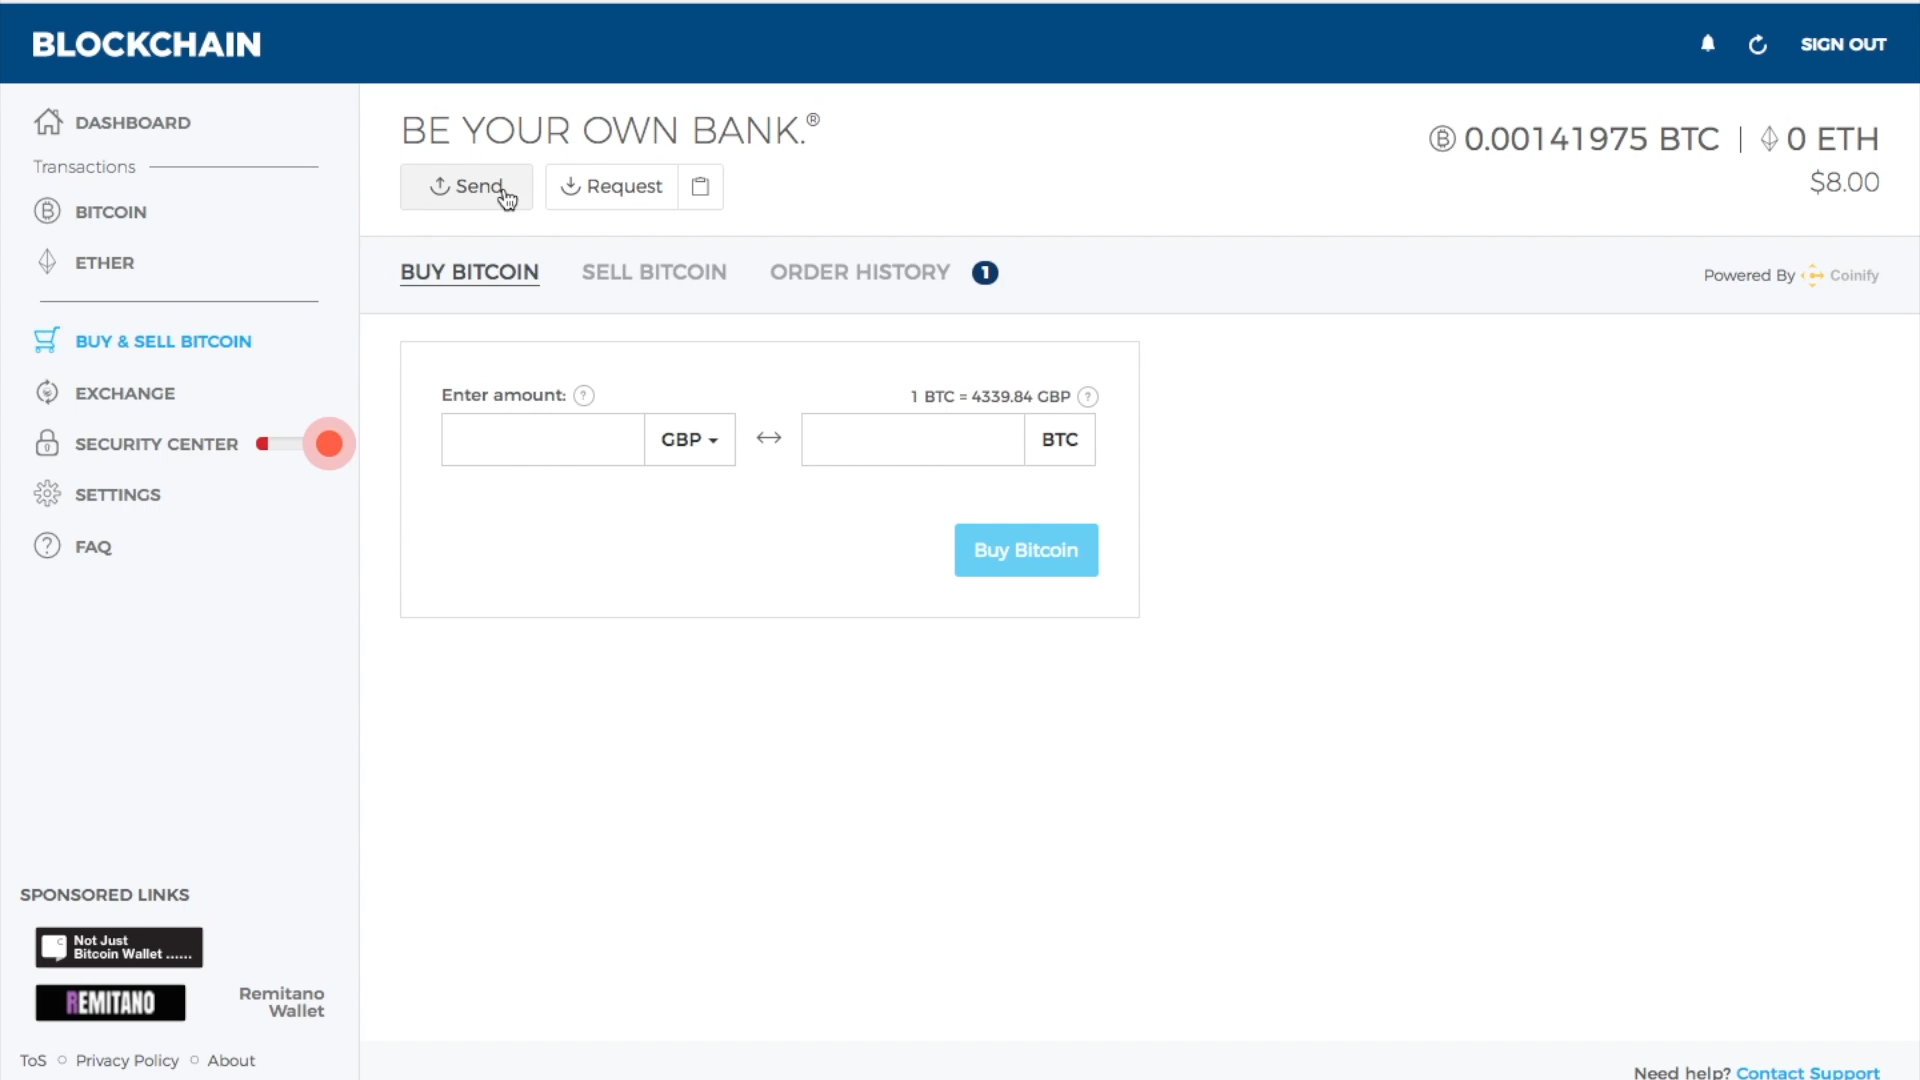 BLOCKCHAIN
SIGN OUT
DASHBOARD
Transactions
BITCOIN
ETHER
BUY & SELL BITCOIN
EXCHANGE
SECURITY CENTER
SETTINGS
FAQ
SPONSORED LINKS
Not Just
Bitcoin Wallet ......
REMITANO
Remitano
Wallet
ToS
Privacy Policy
About
BE YOUR OWN BANK.®
Send
Request
0.00141975 BTC | 0 ETH
$8.00
BUY BITCOIN
SELL BITCOIN
ORDER HISTORY 1
Powered By Coinify
Enter amount: ?
1 BTC = 4339.84 GBP ?
GBP
BTC
Buy Bitcoin
Need help? Contact Support